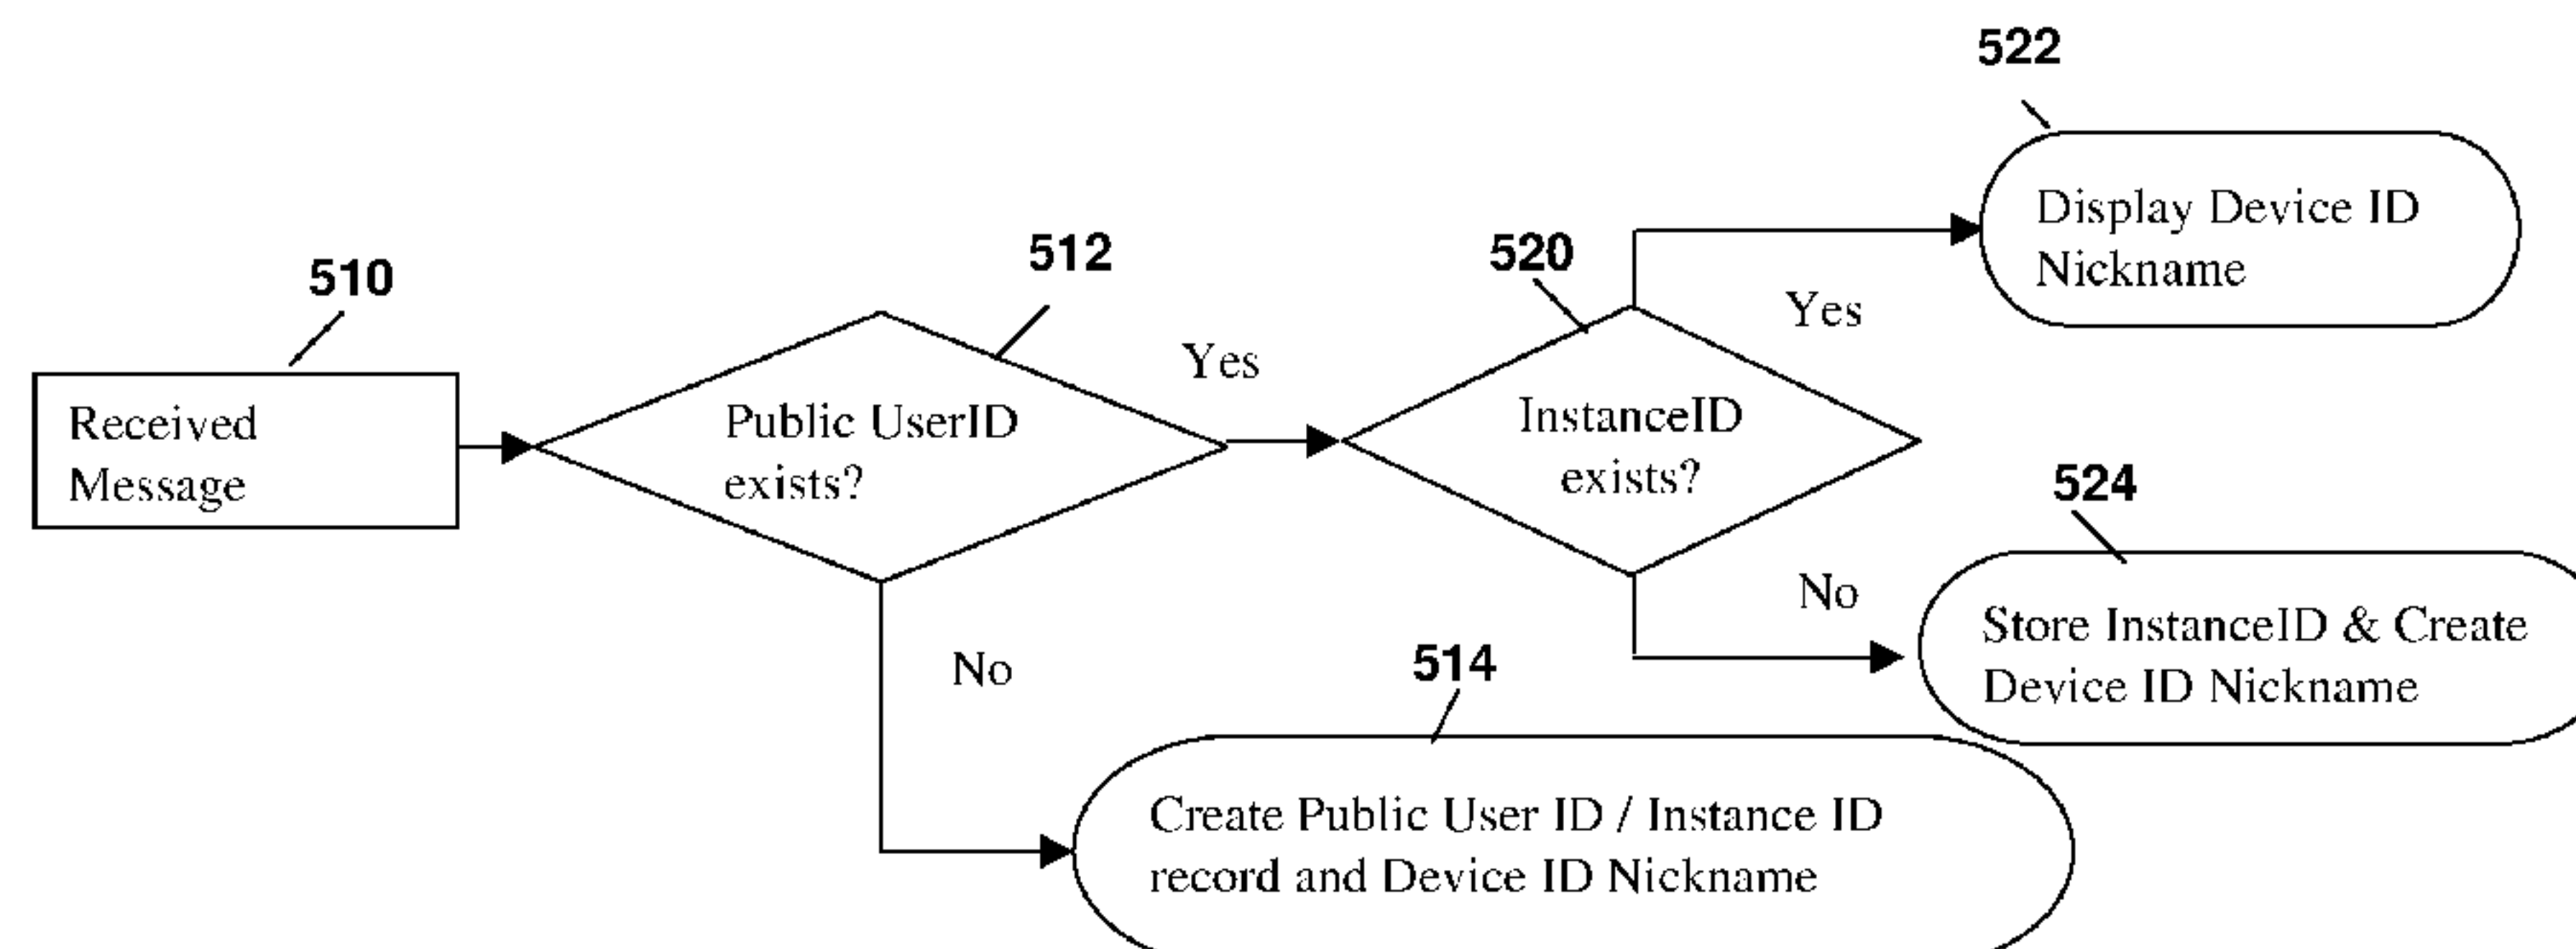 522
Display Device ID
Nickname
510
Received
Message
512
Public UserID
exists?
Yes
No
520
InstanceID
exists?
Yes
No
524
Store InstanceID & Create
Device ID Nickname
514
Create Public User ID / Instance ID
record and Device ID Nickname